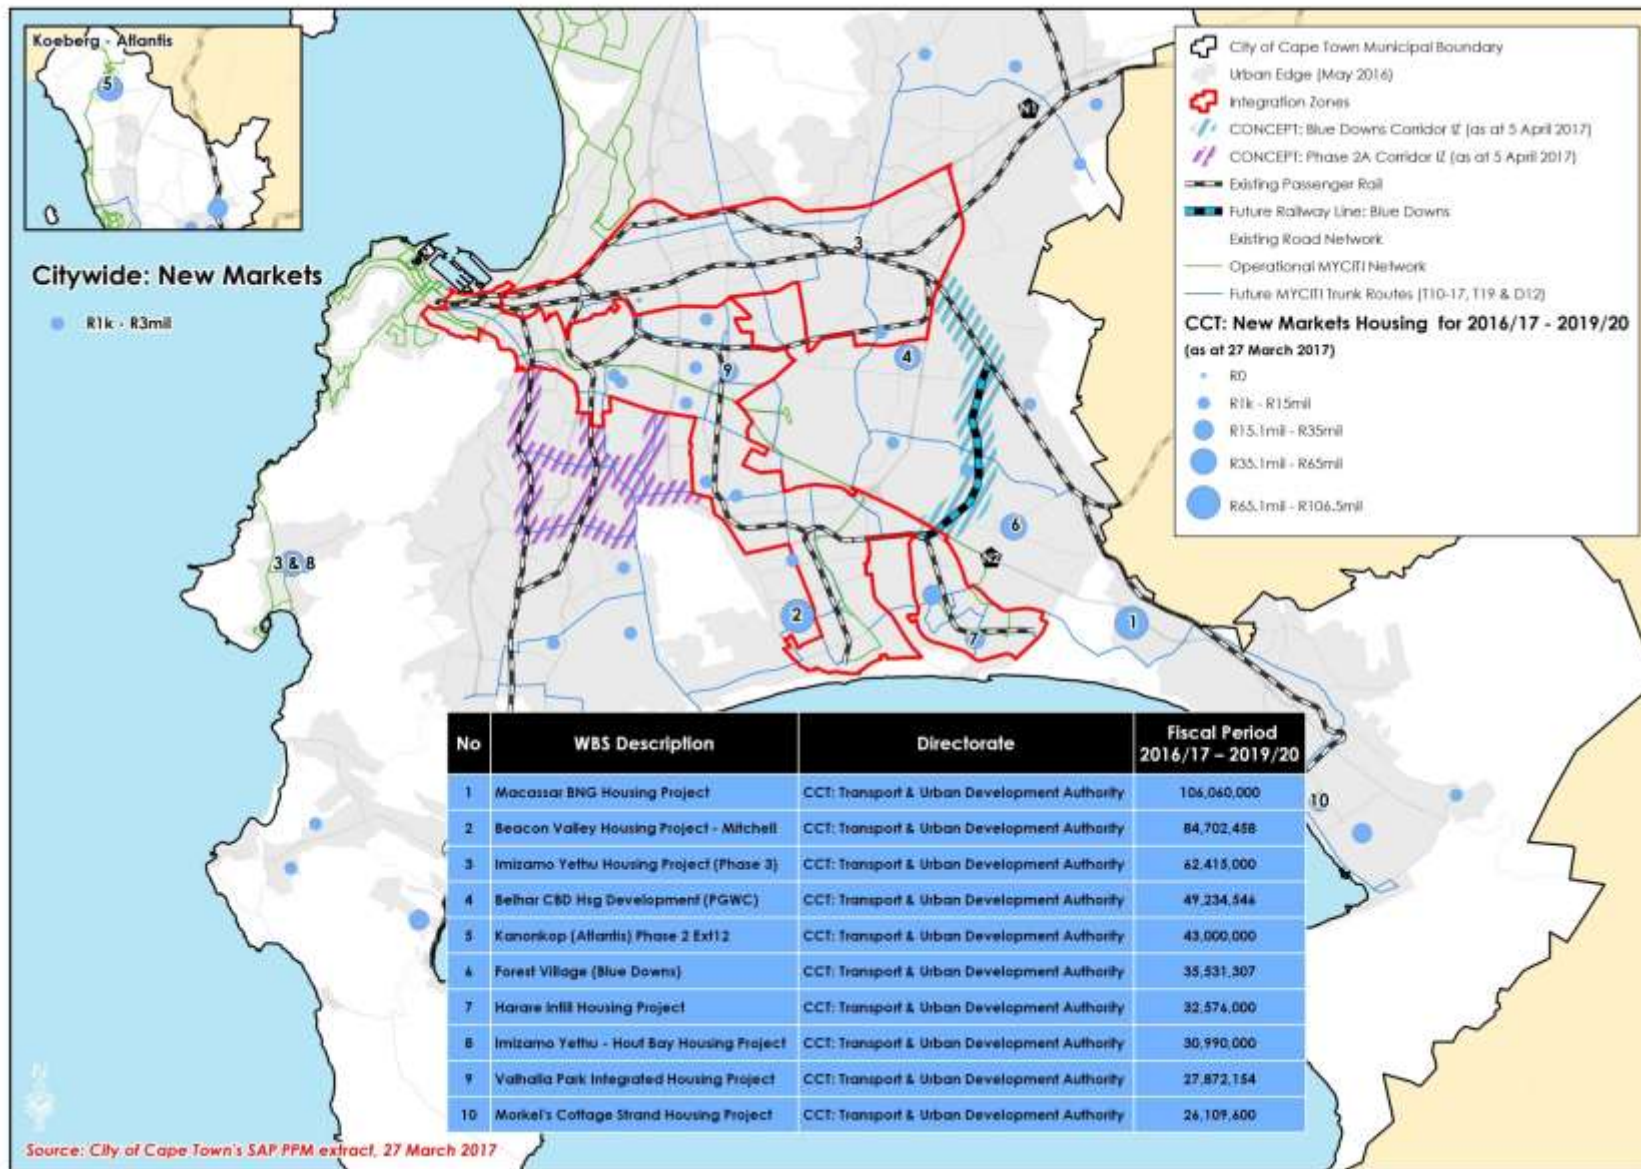 Koeberg - Atlantis
5
Citywide: New Markets
R1k - R3mil
City of Cape Town Municipal Boundary
Urban Edge (May 2016)
Integration Zones
CONCEPT: Blue Downs Corridor IZ (as at 5 April 2017)
CONCEPT: Phase 2A Corridor IZ (as at 5 April 2017)
Existing Passenger Rail
Future Railway Line: Blue Downs
Existing Road Network
Operational MYCITI Network
Future MYCITI Trunk Routes (T10-17, T19 & D12)
CCT: New Markets Housing for 2016/17 - 2019/20
(as at 27 March 2017)
R0
R1k - R15mil
R15.1mil - R35mil
R35.1mil - R65mil
R65.1mil - R106.5mil
N1
3
4
9
6
N2
3 & 8
2
7
1
10
No WBS Description Directorate Fiscal Period
2016/17 – 2019/20
1 Macassar BNG Housing Project CCT: Transport & Urban Development Authority 106,060,000
2 Beacon Valley Housing Project - Mitchell CCT: Transport & Urban Development Authority 84,702,458
3 Imizamo Yethu Housing Project (Phase 3) CCT: Transport & Urban Development Authority 62,415,000
4 Belhar CBD Hsg Development (PGWC) CCT: Transport & Urban Development Authority 49,234,546
5 Kanonkop (Atlantis) Phase 2 Ext12 CCT: Transport & Urban Development Authority 43,000,000
6 Forest Village (Blue Downs) CCT: Transport & Urban Development Authority 35,531,307
7 Harare Infill Housing Project CCT: Transport & Urban Development Authority 32,576,000
8 Imizamo Yethu - Hout Bay Housing Project CCT: Transport & Urban Development Authority 30,990,000
9 Valhalla Park Integrated Housing Project CCT: Transport & Urban Development Authority 27,872,154
10 Morkel's Cottage Strand Housing Project CCT: Transport & Urban Development Authority 26,109,600
N
Source: City of Cape Town's SAP PPM extract, 27 March 2017